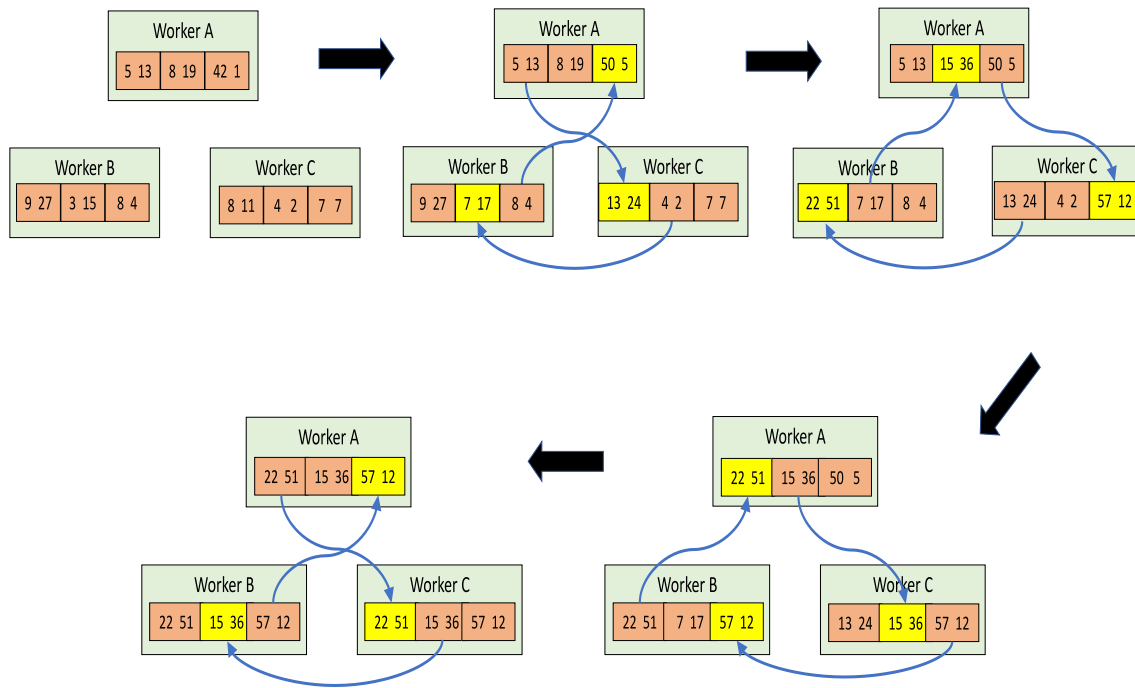 Worker A
5 13 8 19 42 1
Worker B
9 27 3 15 8 4
Worker C
8 11 4 2 7 7
Worker A
5 13 8 19 50 5
Worker B
9 27 7 17 8 4
Worker C
13 24 4 2 7 7
Worker A
5 13 15 36 50 5
Worker B
22 51 7 17 8 4
Worker C
13 24 4 2 57 12
Worker A
22 51 15 36 57 12
Worker B
22 51 15 36 57 12
Worker C
22 51 15 36 57 12
Worker A
22 51 15 36 50 5
Worker B
22 51 7 17 57 12
Worker C
13 24 15 36 57 12